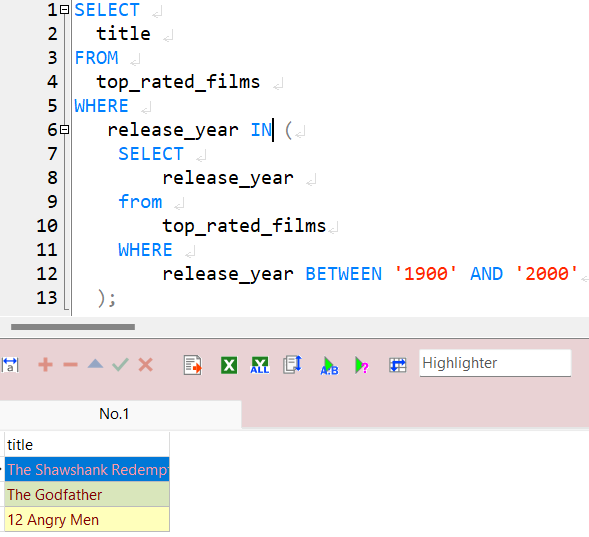 1 SELECT
2 title
3 FROM
4 top_rated_films
5 WHERE
6 release_year IN (
7 SELECT
8 release_year
9 from
10 top_rated_films
11 WHERE
12 release_year BETWEEN '1900' AND '2000'
13 );
a ALL A.B ? Highlighter
No.1
title
The Shawshank Redempt
The Godfather
12 Angry Men